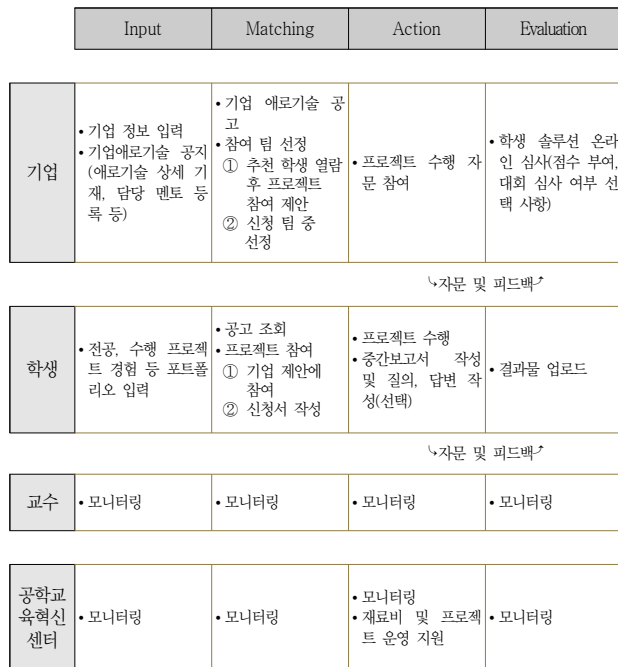 Input Matching Action Evaluation
기업
• 기업 정보 입력
• 기업애로기술 공지
(애로기술 상세 기
재, 담당 멘토 등
록 등)
• 기업 애로기술 공
고
• 참여 팀 선정
① 추천 학생 열람
후 프로젝트
참여 제안
② 신청 팀 중
선정
• 프로젝트 수행 자
문 참여
• 학생 솔루션 온라
인 심사(점수 부여,
대회 심사 여부 선
택 사항)
↳자문 및 피드백⤴
학생
• 전공, 수행 프로젝
트 경험 등 포트폴
리오 입력
• 공고 조회
• 프로젝트 참여
① 기업 제안에
참여
② 신청서 작성
• 프로젝트 수행
• 중간보고서 작성
및 질의, 답변 작
성(선택)
• 결과물 업로드
↳자문 및 피드백⤴
교수
• 모니터링
• 모니터링
• 모니터링
• 모니터링
공학교
육혁신
센터
• 모니터링
• 모니터링
• 모니터링
• 재료비 및 프로젝
트 운영 지원
• 모니터링